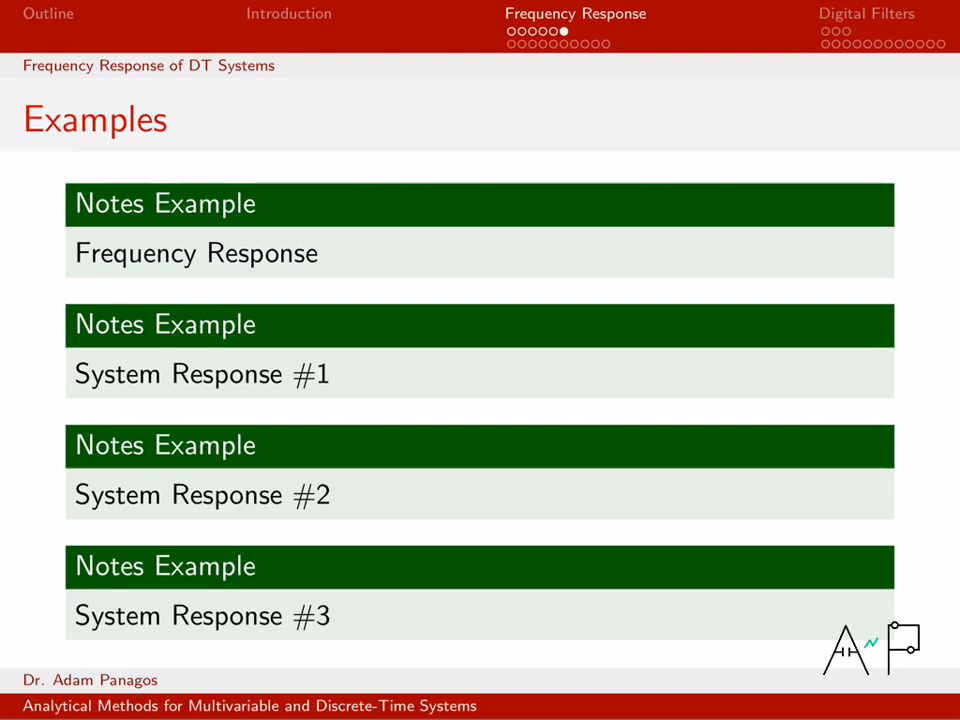 Outline Introduction Frequency Response Digital Filters
Frequency Response of DT Systems
Examples
Notes Example
Frequency Response
Notes Example
System Response #1
Notes Example
System Response #2
Notes Example
System Response #3
AP
Dr. Adam Panagos
Analytical Methods for Multivariable and Discrete-Time Systems